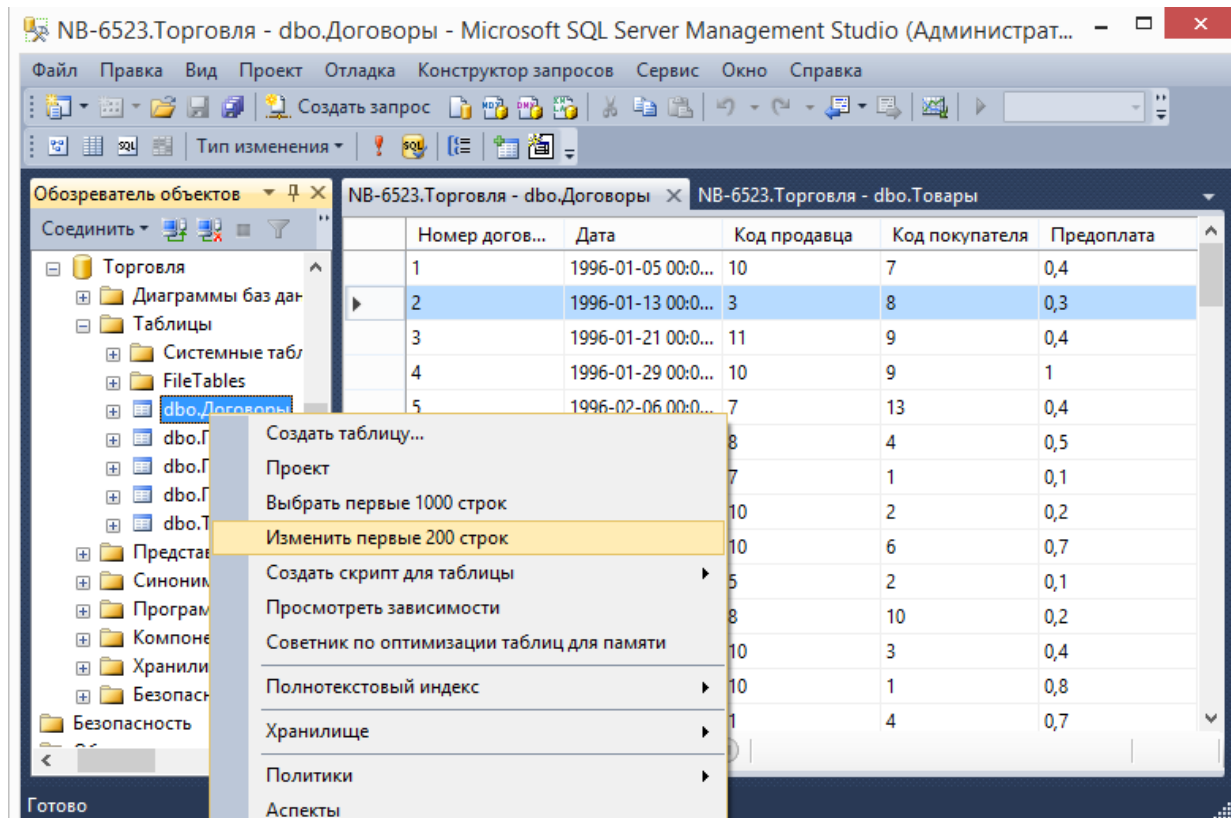 NB-6523.Торговля - dbo.Договоры - Microsoft SQL Server Management Studio (Администрат...
Файл Правка Вид Проект Отладка Конструктор запросов Сервис Окно Справка
Создать запрос
Тип изменения
Обозреватель объектов
Соединить
Торговля
Диаграммы баз дан
Таблицы
Системные табл
FileTables
dbo.Договоры
dbo.Г
dbo.Г
dbo.Г
dbo.Т
Представ
Синоним
Програм
Компоне
Хранили
Безопасн
Безопасность
NB-6523.Торговля - dbo.Договоры NB-6523.Торговля - dbo.Товары
Номер догов... Дата Код продавца Код покупателя Предоплата
1 1996-01-05 00:0... 10 7 0,4
2 1996-01-13 00:0... 3 8 0,3
3 1996-01-21 00:0... 11 9 0,4
4 1996-01-29 00:0... 10 9 1
5 1996-02-06 00:0... 7 13 0,4
8 4 0,5
7 1 0,1
10 2 0,2
10 6 0,7
5 2 0,1
8 10 0,2
10 3 0,4
10 1 0,8
1 4 0,7
Создать таблицу...
Проект
Выбрать первые 1000 строк
Изменить первые 200 строк
Создать скрипт для таблицы
Просмотреть зависимости
Советник по оптимизации таблиц для памяти
Полнотекстовый индекс
Хранилище
Политики
Аспекты
Готово